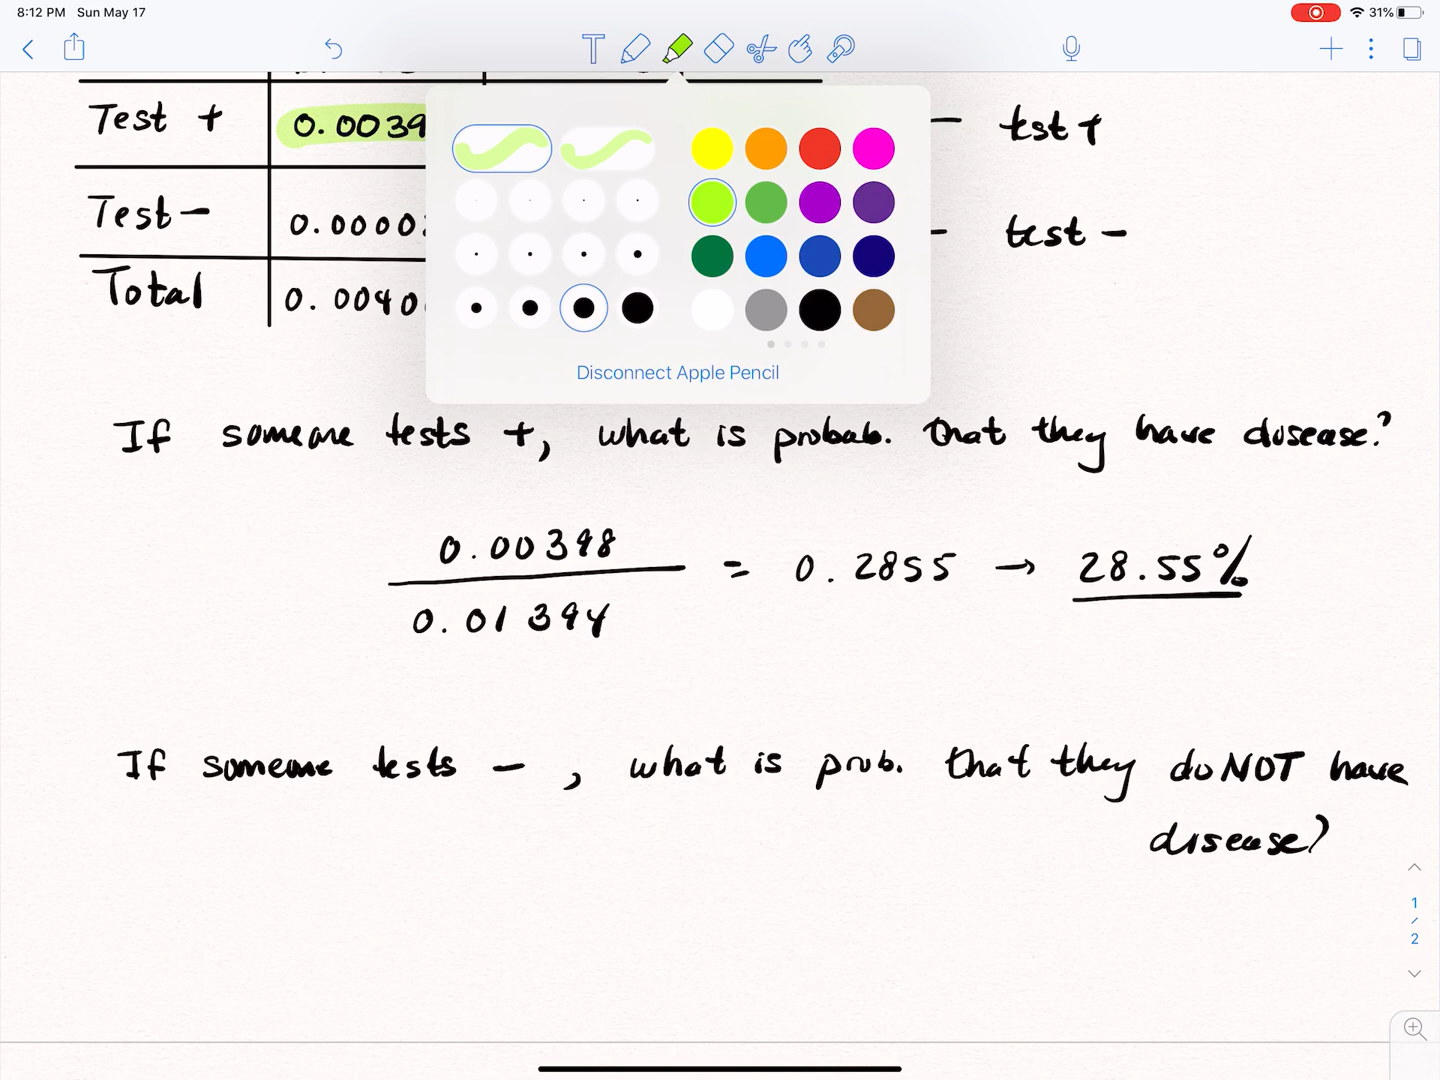 8:12 PM Sun May 17
31%
Test + 0.0039
tst +
Test - 0.0000
test -
Total 0.0040
Disconnect Apple Pencil
If someone tests +, what is probab. that they have disease?
0.00398
0.01394
= 0.2855 → 28.55%
If someone tests - , what is prob. that they do NOT have
disease?
1
/
2